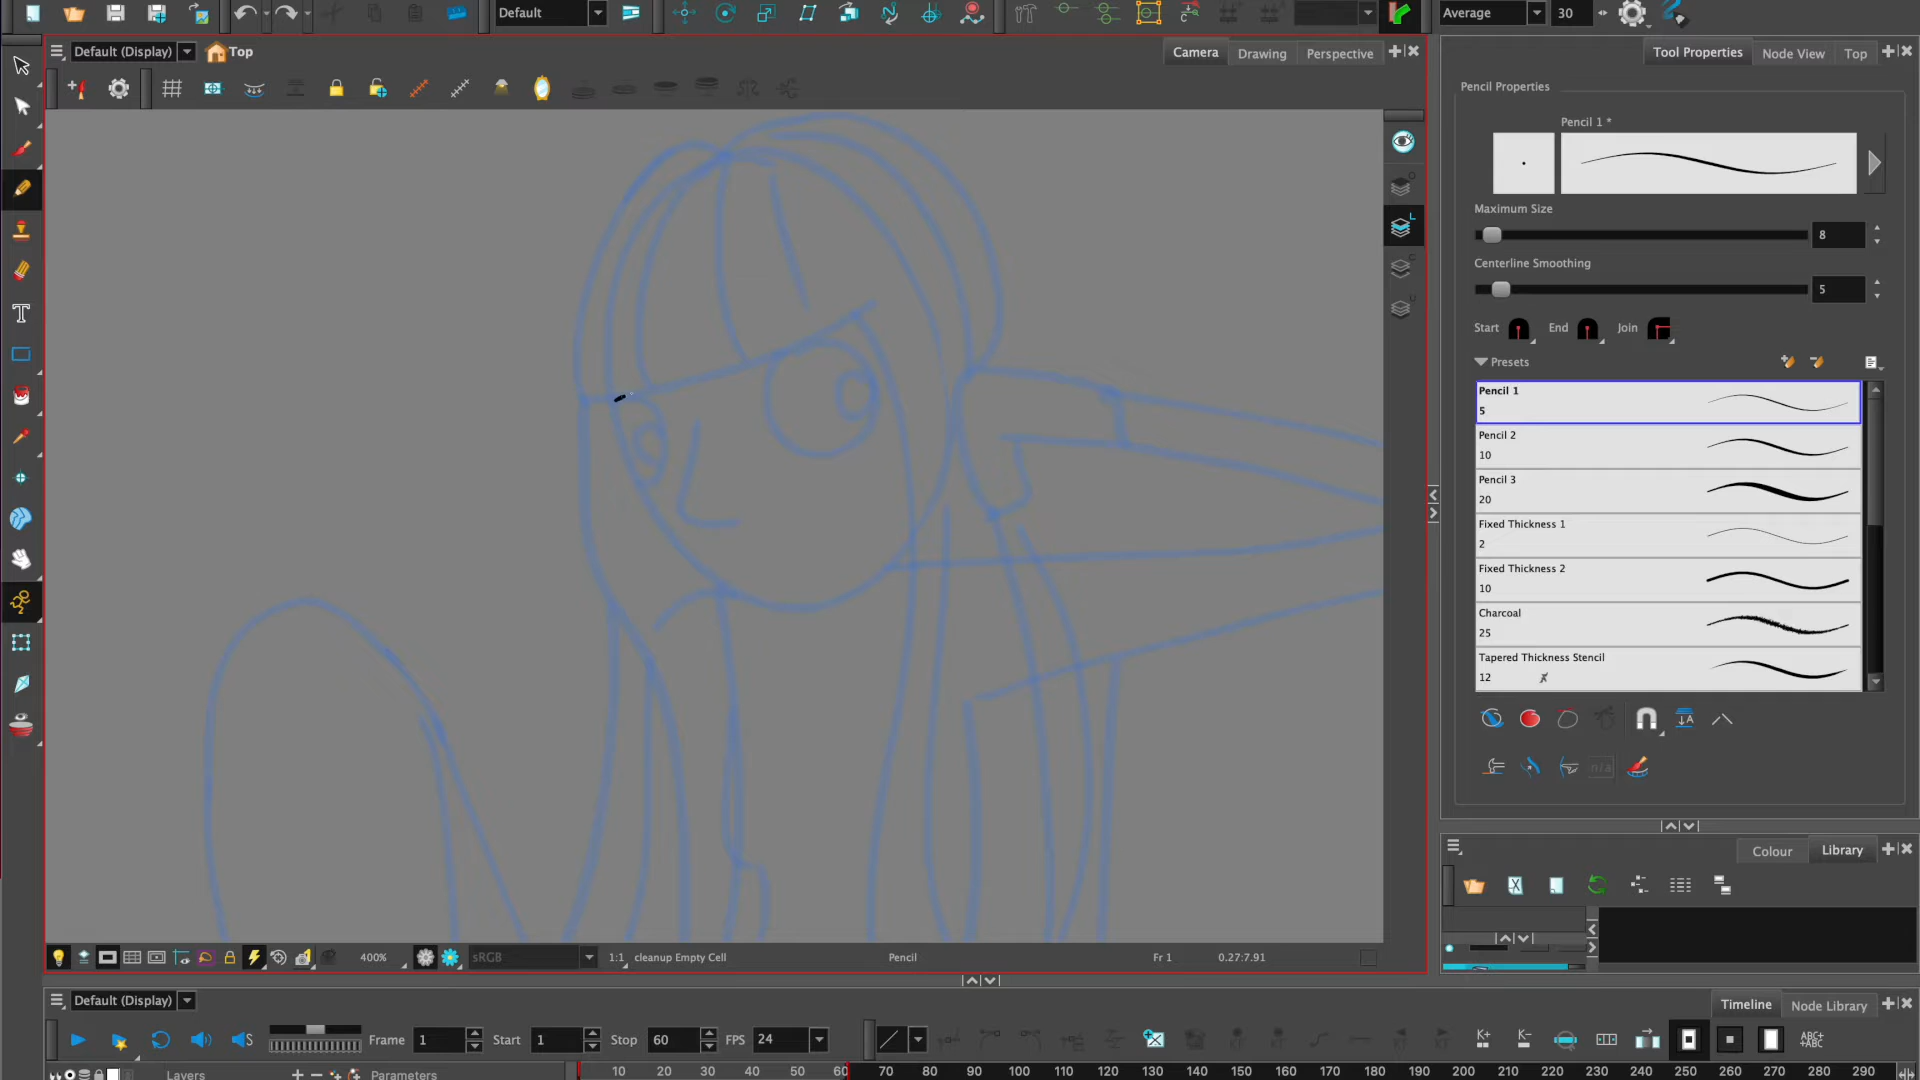 Default
Average
30
Default (Display)
Top
Camera
Drawing
Perspective
Tool Properties
Node View
Top
Pencil Properties
Pencil 1 *
Maximum Size
8
Centerline Smoothing
5
Start
End
Join
Presets
Pencil 1
5
Pencil 2
10
Pencil 3
20
Fixed Thickness 1
2
Fixed Thickness 2
10
Charcoal
25
Tapered Thickness Stencil
12
n/a
Colour
Library
400%
sRGB
1:1
cleanup Empty Cell
Pencil
Fr 1
0.27:7.91
Default (Display)
Timeline
Node Library
Frame
1
Start
1
Stop
60
FPS
24
K+
K-
ABC+
+ABC
Layers
Parameters
10 20 30 40 50 60 70 80 90 100 110 120 130 140 150 160 170 180 190 200 210 220 230 240 250 260 270 280 290